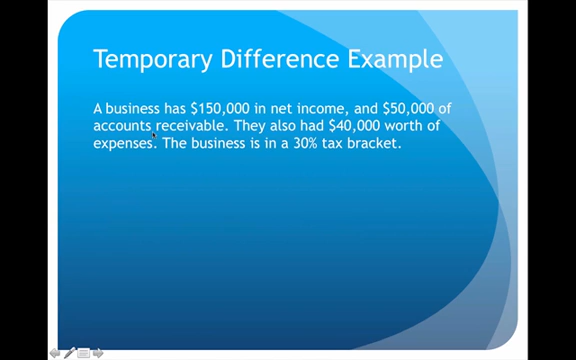 Temporary Difference Example
A business has $150,000 in net income, and $50,000 of
accounts receivable. They also had $40,000 worth of
expenses. The business is in a 30% tax bracket.